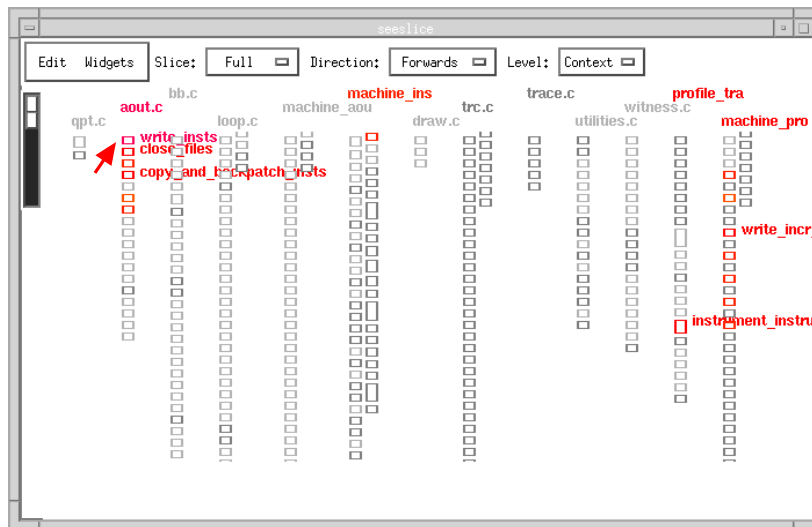 seeslice
Edit Widgets Slice: Full Direction: Forwards Level: Context
bb.c machine_ins trace.c profile_tra
aout.c loop.c machine_aou trc.c witness.c
qpt.c draw.c utilities.c machine_pro
write_insts
close_files
copy_and_backpatch_insts
write_incr
instrument_instru